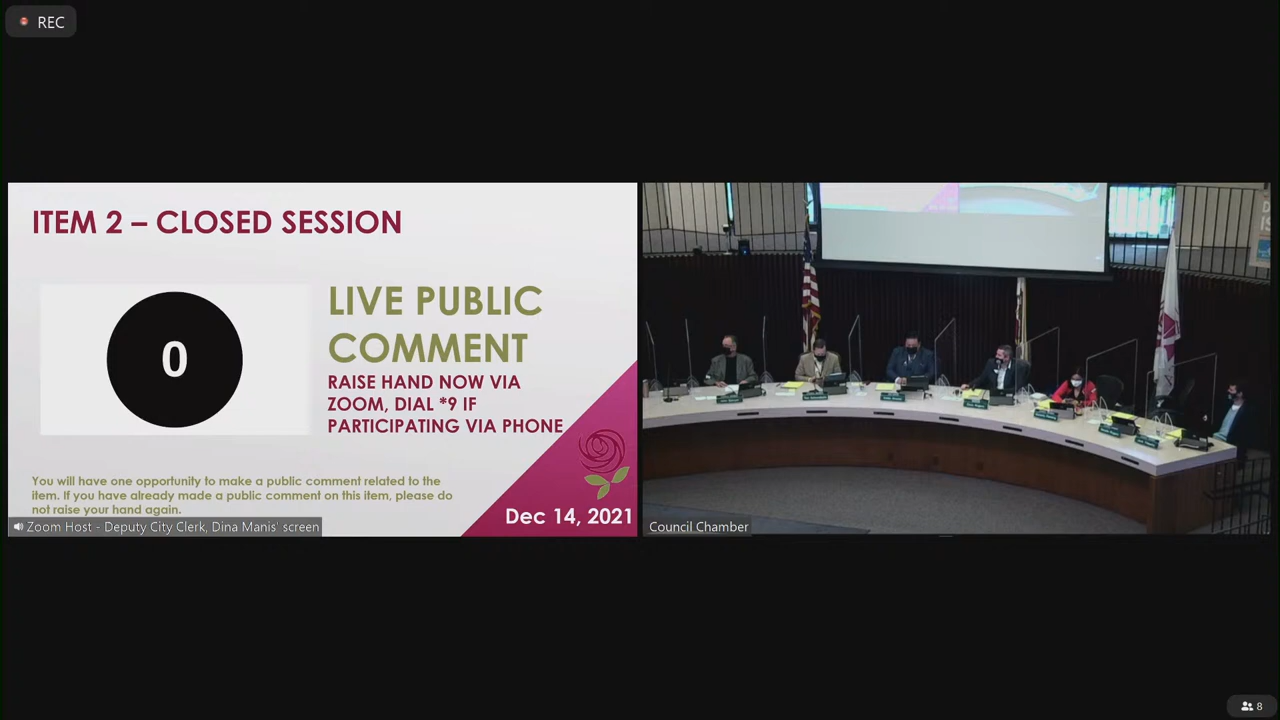 REC
ITEM 2 – CLOSED SESSION
0
LIVE PUBLIC
COMMENT
RAISE HAND NOW VIA
ZOOM, DIAL *9 IF
PARTICIPATING VIA PHONE
You will have one opportunity to make a public comment related to the
item. If you have already made a public comment on this item, please do
not raise your hand again.
Dec 14, 2021
Zoom Host - Deputy City Clerk, Dina Manis' screen
Council Chamber
8